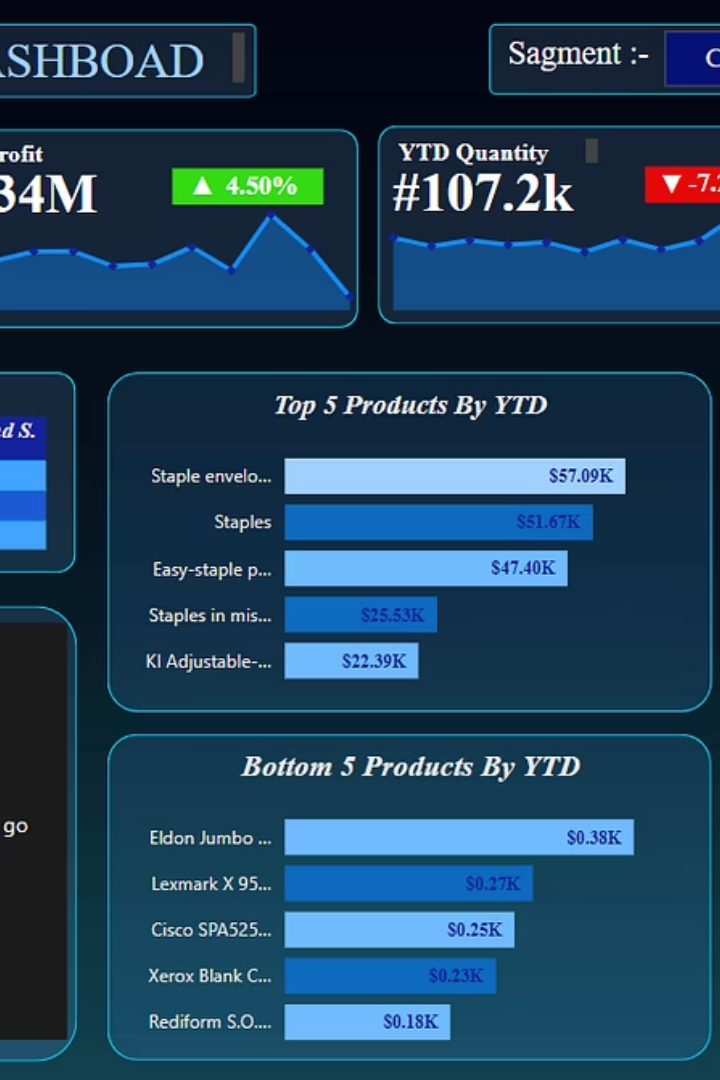 ASHBOAD
Sagment :-
rofit
34M
▲ 4.50%
YTD Quantity
#107.2k
▼ -7.2
nd S.
Top 5 Products By YTD
Staple envelo... $57.09K
Staples $51.67K
Easy-staple p... $47.40K
Staples in mis... $25.53K
KI Adjustable-... $22.39K
go
Bottom 5 Products By YTD
Eldon Jumbo ... $0.38K
Lexmark X 95... $0.27K
Cisco SPA525... $0.25K
Xerox Blank C... $0.23K
Rediform S.O.... $0.18K